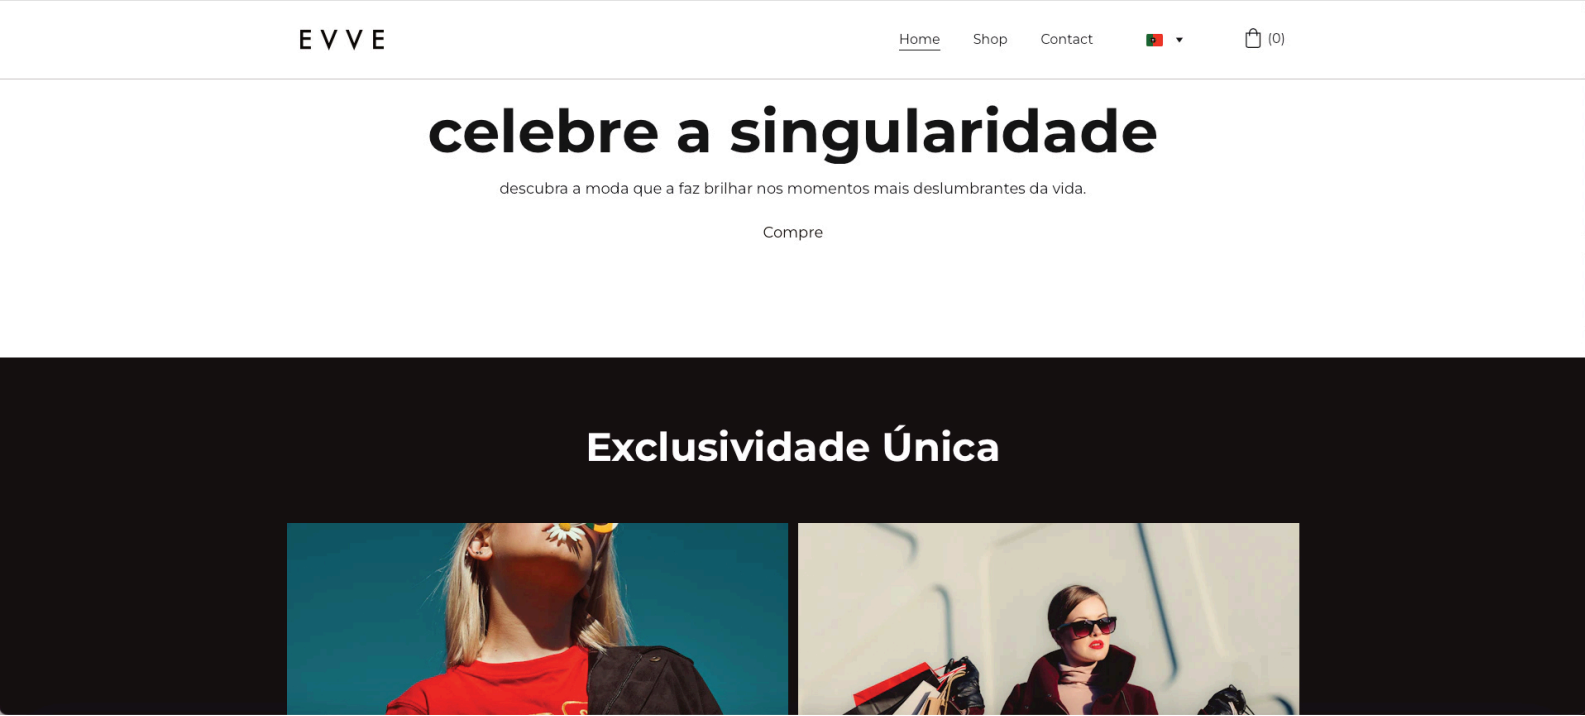 EVVE
Home Shop Contact (0)
celebre a singularidade
descubra a moda que a faz brilhar nos momentos mais deslumbrantes da vida.
Compre
Exclusividade Única